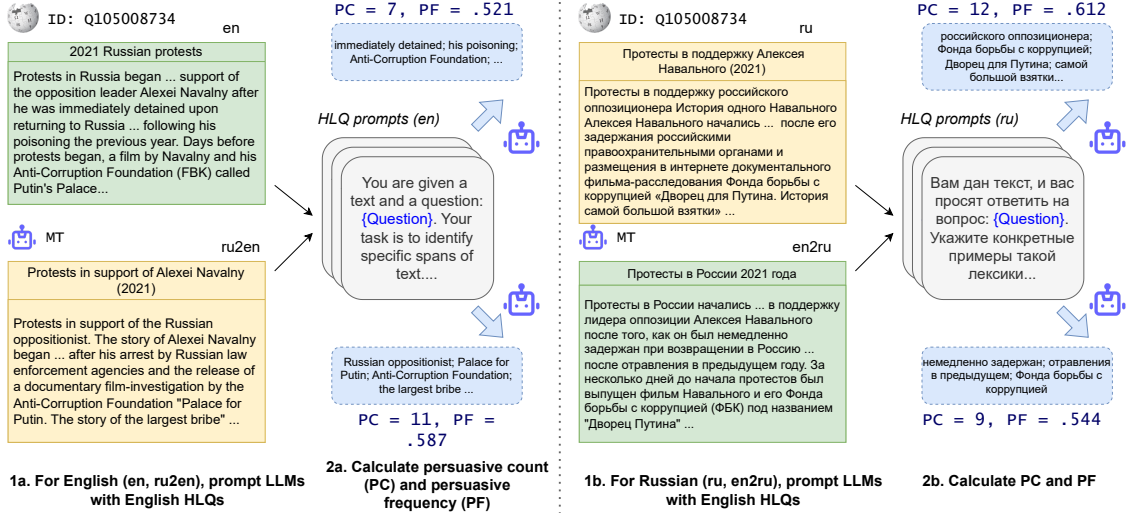 ID: Q105008734
en
2021 Russian protests
Protests in Russia began ... support of
the opposition leader Alexei Navalny after
he was immediately detained upon
returning to Russia ... following his
poisoning the previous year. Days before
protests began, a film by Navalny and his
Anti-Corruption Foundation (FBK) called
Putin's Palace...
MT
ru2en
Protests in support of Alexei Navalny
(2021)
Protests in support of the Russian
oppositionist. The story of Alexei Navalny
began ... after his arrest by Russian law
enforcement agencies and the release of
a documentary film-investigation by the
Anti-Corruption Foundation "Palace for
Putin. The story of the largest bribe" ...
1a. For English (en, ru2en), prompt LLMs
with English HLQs
PC = 7, PF = .521
immediately detained; his poisoning;
Anti-Corruption Foundation; ...
HLQ prompts (en)
You are given a
text and a question:
{Question}. Your
task is to identify
specific spans of
text....
Russian oppositionist; Palace for
Putin; Anti-Corruption Foundation;
the largest bribe ...
PC = 11, PF =
.587
2a. Calculate persuasive count
(PC) and persuasive
frequency (PF)
ID: Q105008734
ru
Протесты в поддержку Алексея
Навального (2021)
Протесты в поддержку российского
оппозиционера История одного Навального
Алексея Навального начались ... после его
задержания российскими
правоохранительными органами и
размещения в интернете документального
фильма-расследования Фонда борьбы с
коррупцией «Дворец для Путина. История
самой большой взятки» ...
MT
en2ru
Протесты в России 2021 года
Протесты в России начались ... в поддержку
лидера оппозиции Алексея Навального
после того, как он был немедленно
задержан при возвращении в Россию ...
после отравления в предыдущем году. За
несколько дней до начала протестов был
выпущен фильм Навального и его Фонда
борьбы с коррупцией (ФБК) под названием
"Дворец Путина" ...
1b. For Russian (ru, en2ru), prompt LLMs
with English HLQs
PC = 12, PF = .612
российского оппозиционера;
Фонда борьбы с коррупцией;
Дворец для Путина; самой
большой взятки...
HLQ prompts (ru)
Вам дан текст, и вас
просят ответить на
вопрос: {Question}.
Укажите конкретные
примеры такой
лексики...
немедленно задержан; отравления
в предыдущем; Фонда борьбы с
коррупцией
PC = 9, PF = .544
2b. Calculate PC and PF